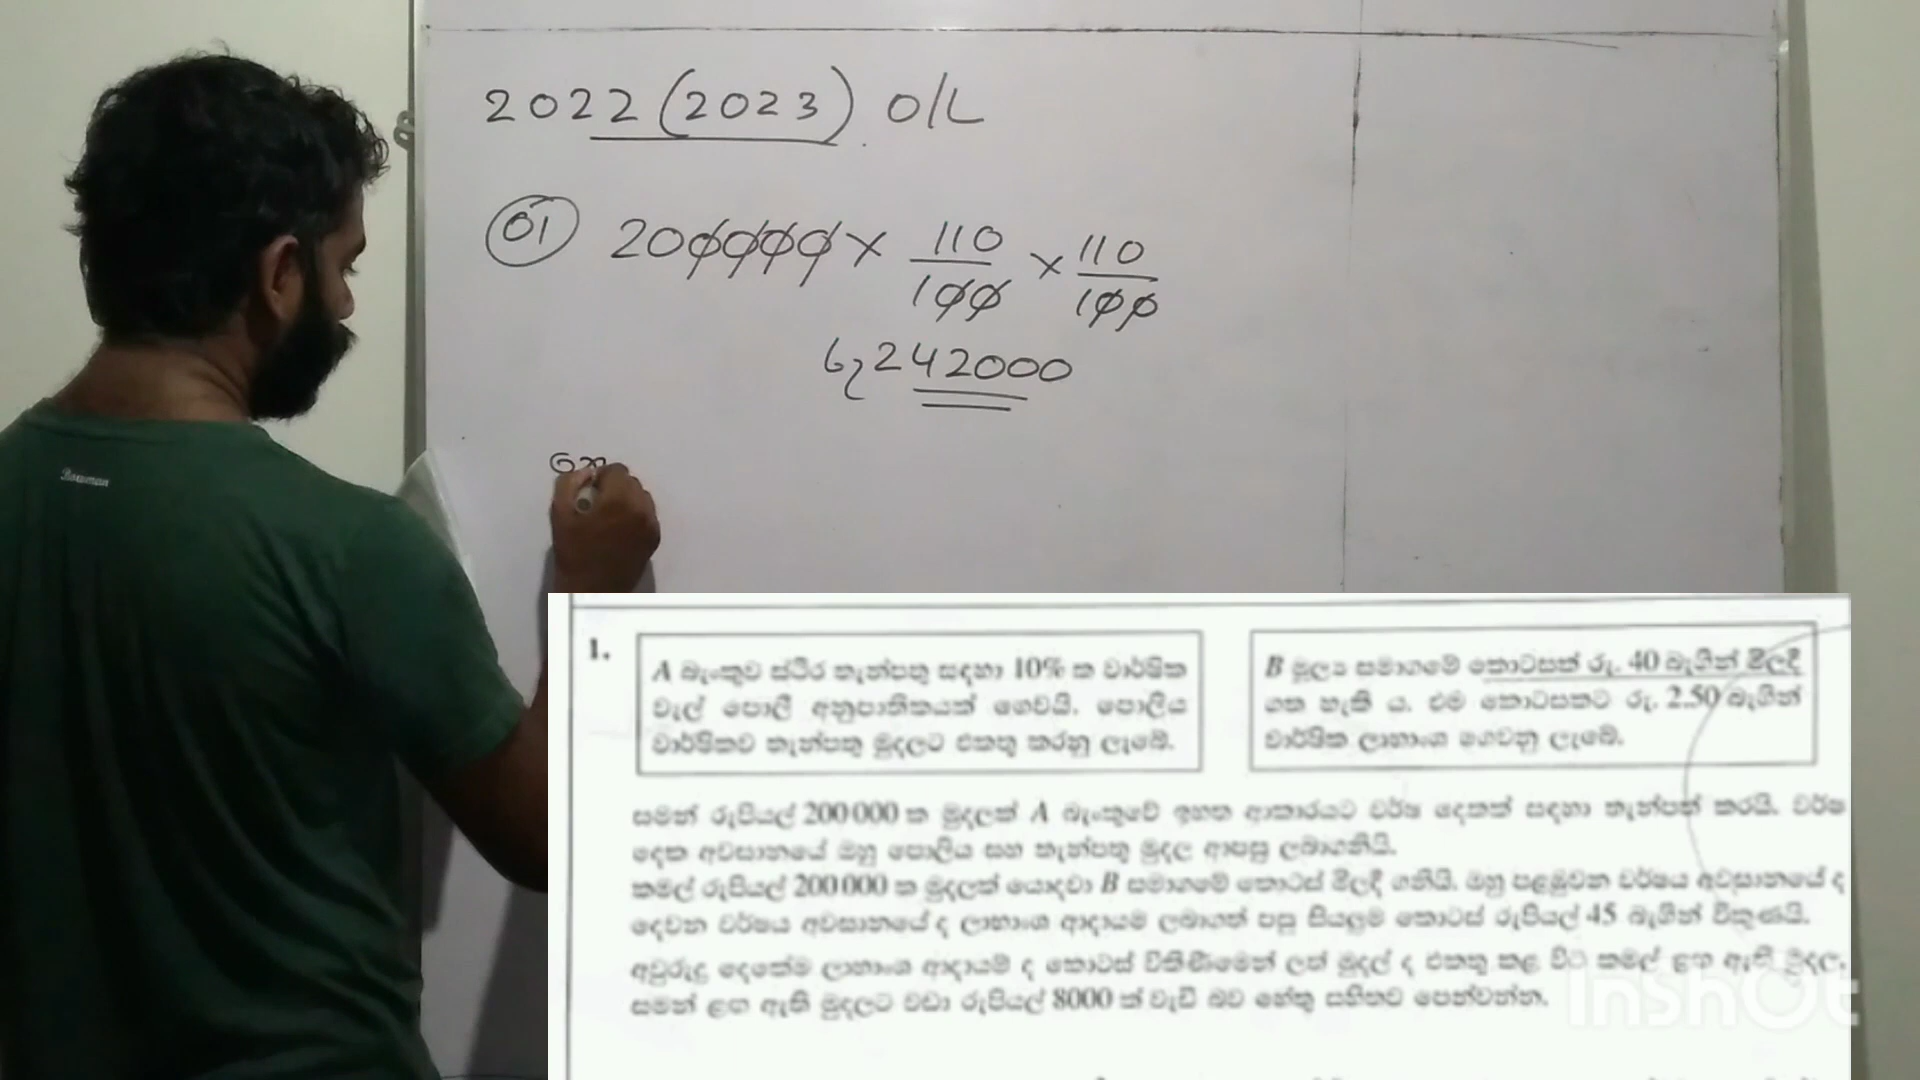 2022 (2023) O/L
01 200000 × 110/100 × 110/100
රු 242000
කො
1.
A බැංකුව ස්ථිර තැන්පතු සඳහා 10% ක වාර්ෂික
වැල් පොලී අනුපාතිකයක් ගෙවයි. පොලිය
වාර්ෂිකව තැන්පතු මුදලට එකතු කරනු ලැබේ.
B මූල්‍ය සමාගමේ කොටසක් රු. 40 බැගින් මිලදී
ගත හැකි ය. එම කොටසකට රු. 2.50 බැගින්
වාර්ෂික ලාභාංශ ගෙවනු ලැබේ.
සමන් රුපියල් 200 000 ක මුදලක් A බැංකුවේ ඉහත ආකාරයට වර්ෂ දෙකක් සඳහා තැන්පත් කරයි. වර්ෂ
දෙක අවසානයේ ඔහු පොලිය සහ තැන්පතු මුදල ආපසු ලබාගනියි.
කමල් රුපියල් 200 000 ක මුදලක් යොදවා B සමාගමේ කොටස් මිලදී ගනියි. ඔහු පළමුවන වර්ෂය අවසානයේ ද
දෙවන වර්ෂය අවසානයේ ද ලාභාංශ ආදායම ලබාගත් පසු සියලුම කොටස් රුපියල් 45 බැගින් විකුණයි.
අවුරුදු දෙකේම ලාභාංශ ආදායම් ද කොටස් විකිණීමෙන් ලත් මුදල් ද එකතු කළ විට කමල් ළඟ ඇති මුදල,
සමන් ළඟ ඇති මුදලට වඩා රුපියල් 8000 ක් වැඩි බව හේතු සහිතව පෙන්වන්න.
InShOt